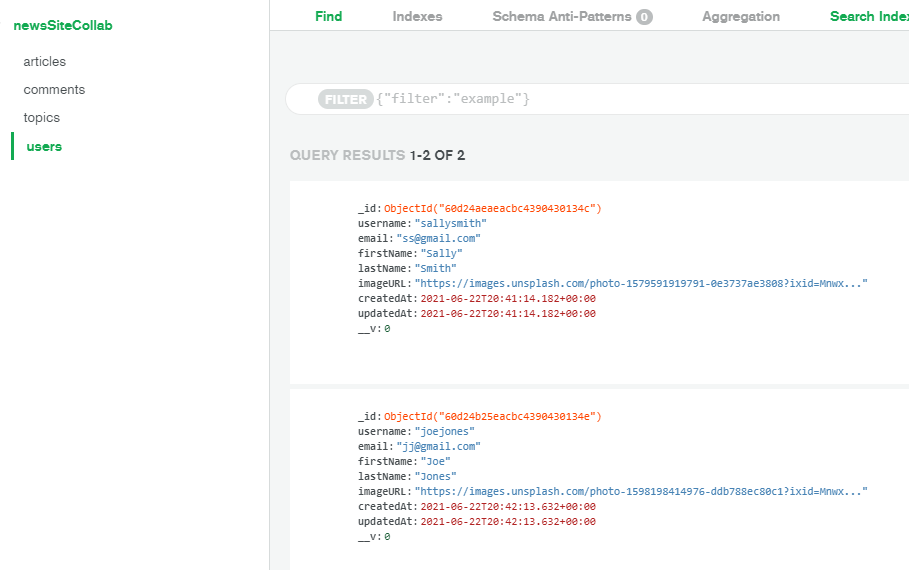 newsSiteCollab
articles
comments
topics
users
Find Indexes Schema Anti-Patterns 0 Aggregation Search Index
FILTER {"filter":"example"}
QUERY RESULTS 1-2 OF 2
_id: ObjectId("60d24aeaeacbc4390430134c")
username: "sallysmith"
email: "ss@gmail.com"
firstName: "Sally"
lastName: "Smith"
imageURL: "https://images.unsplash.com/photo-1579591919791-0e3737ae3808?ixid=Mnwx..."
createdAt: 2021-06-22T20:41:14.182+00:00
updatedAt: 2021-06-22T20:41:14.182+00:00
__v: 0
_id: ObjectId("60d24b25eacbc4390430134e")
username: "joejones"
email: "jj@gmail.com"
firstName: "Joe"
lastName: "Jones"
imageURL: "https://images.unsplash.com/photo-1598198414976-ddb788ec80c1?ixid=Mnwx..."
createdAt: 2021-06-22T20:42:13.632+00:00
updatedAt: 2021-06-22T20:42:13.632+00:00
__v: 0